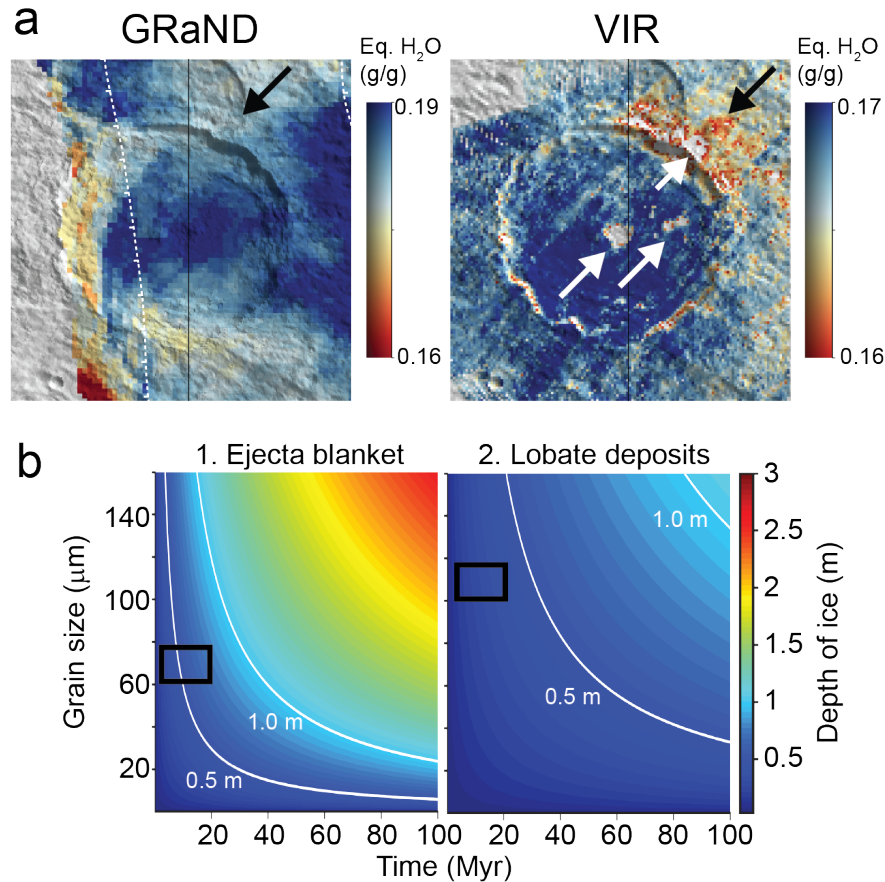 a
GRaND
VIR
Eq. H₂O
(g/g)
0.19
0.16
Eq. H₂O
(g/g)
0.17
0.16
b
1. Ejecta blanket
2. Lobate deposits
Grain size (μm)
140
100
60
20
1.0 m
0.5 m
1.0 m
0.5 m
3
2.5
2
1.5
1
0.5
Depth of ice (m)
20 40 60 80 100
20 40 60 80 100
Time (Myr)